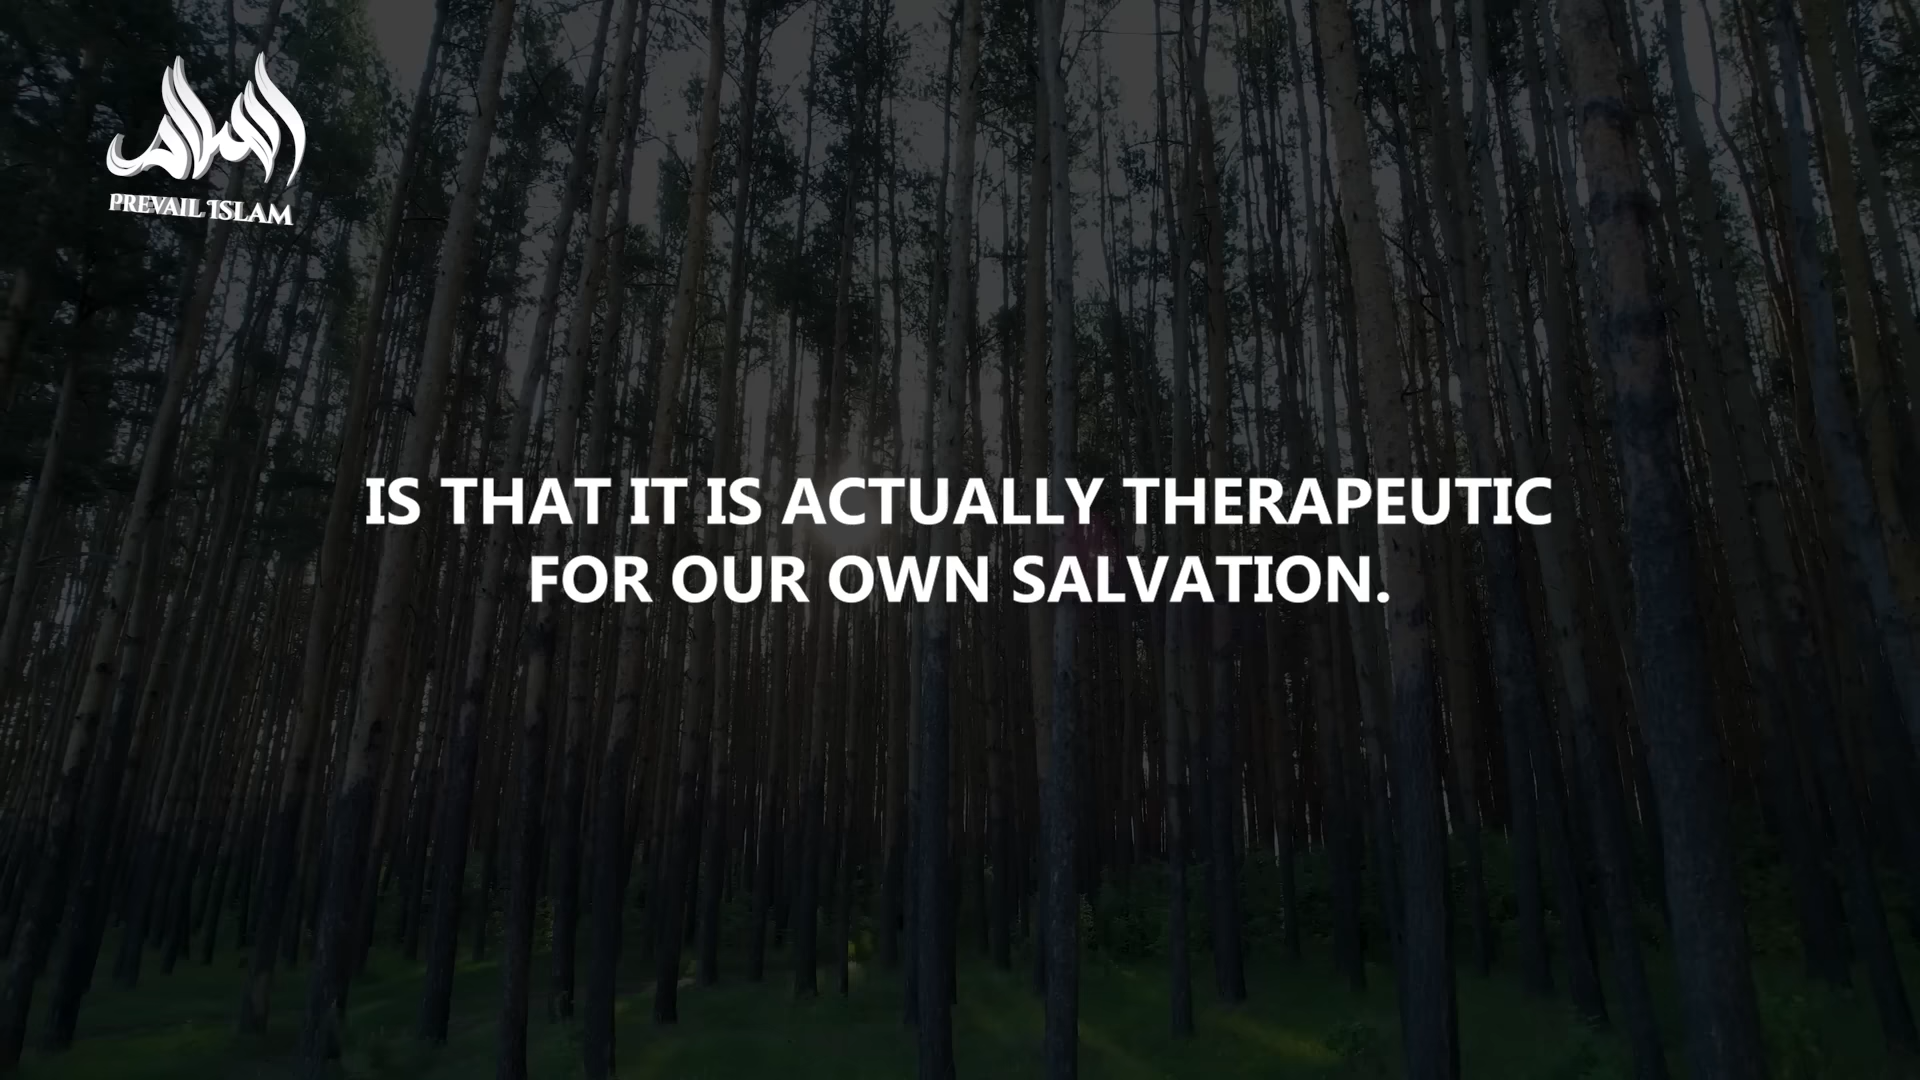 PREVAIL ISLAM
IS THAT IT IS ACTUALLY THERAPEUTIC
FOR OUR OWN SALVATION.